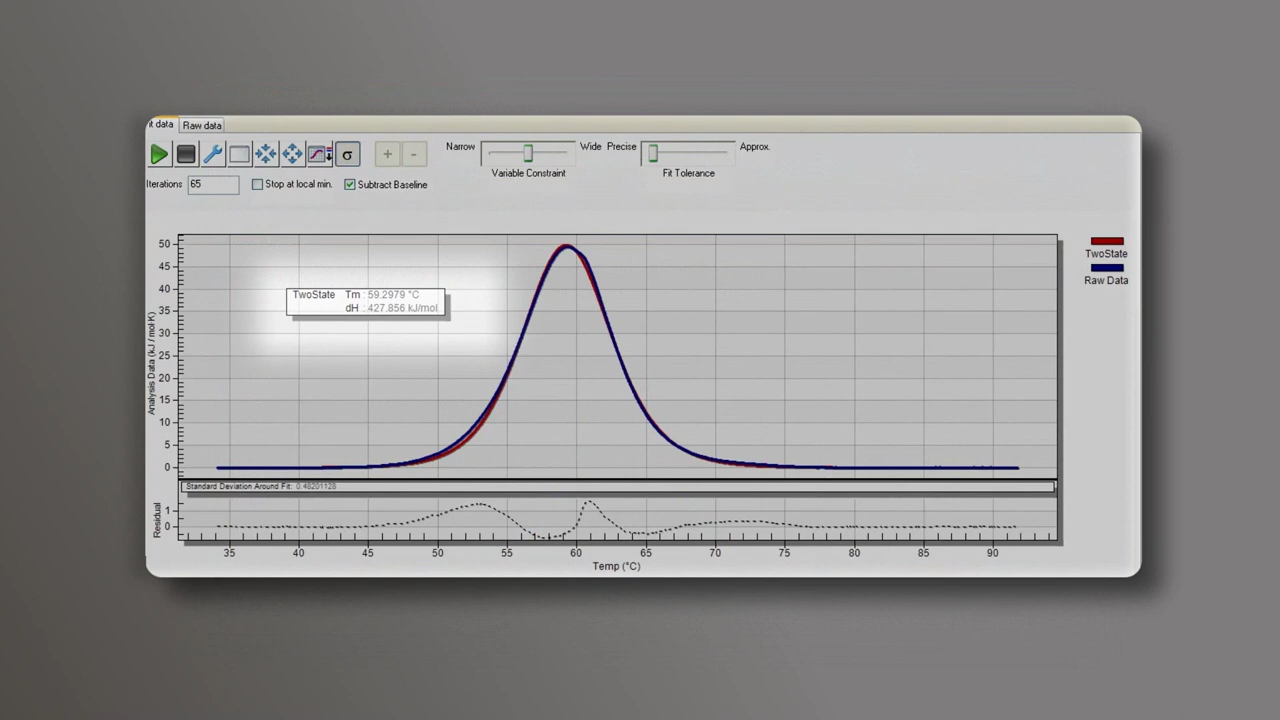 it data Raw data
+ -
Narrow Wide Precise Approx.
Variable Constraint Fit Tolerance
Iterations 65 Stop at local min. Subtract Baseline
TwoState
Raw Data
TwoState Tm : 59.2979 °C
dH : 427.856 kJ/mol
Analysis Data (kJ / mol·K)
50
45
40
35
30
25
20
15
10
5
0
Standard Deviation Around Fit: 0.48201128
Residual
1
0
35 40 45 50 55 60 65 70 75 80 85 90
Temp (°C)